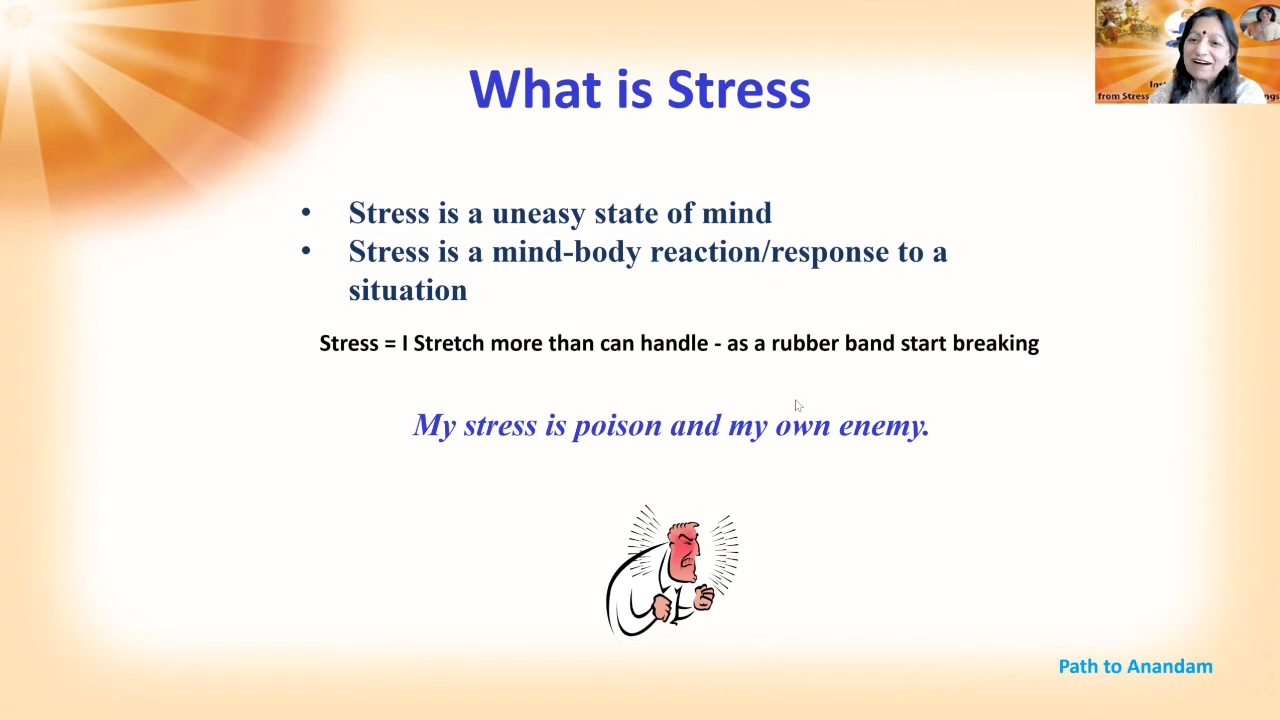 What is Stress
• Stress is a uneasy state of mind
• Stress is a mind-body reaction/response to a
situation
Stress = I Stretch more than can handle - as a rubber band start breaking
My stress is poison and my own enemy.
Path to Anandam
from Stress